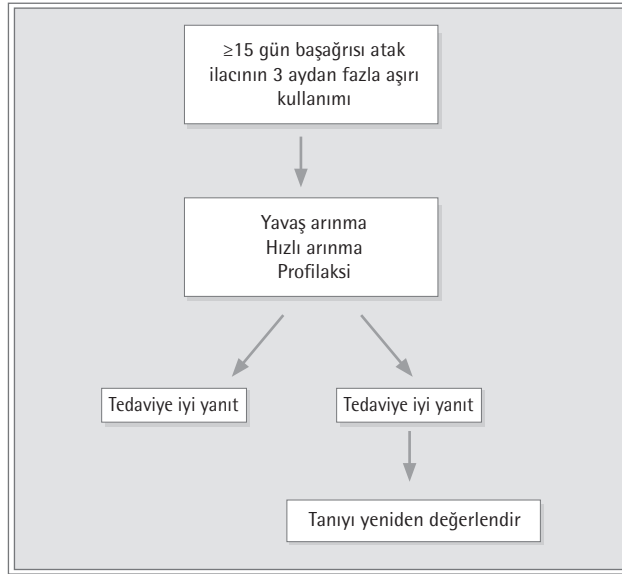 ≥15 gün başağrısı atak
ilacının 3 aydan fazla aşırı
kullanımı
Yavaş arınma
Hızlı arınma
Profilaksi
Tedaviye iyi yanıt
Tedaviye iyi yanıt
Tanıyı yeniden değerlendir